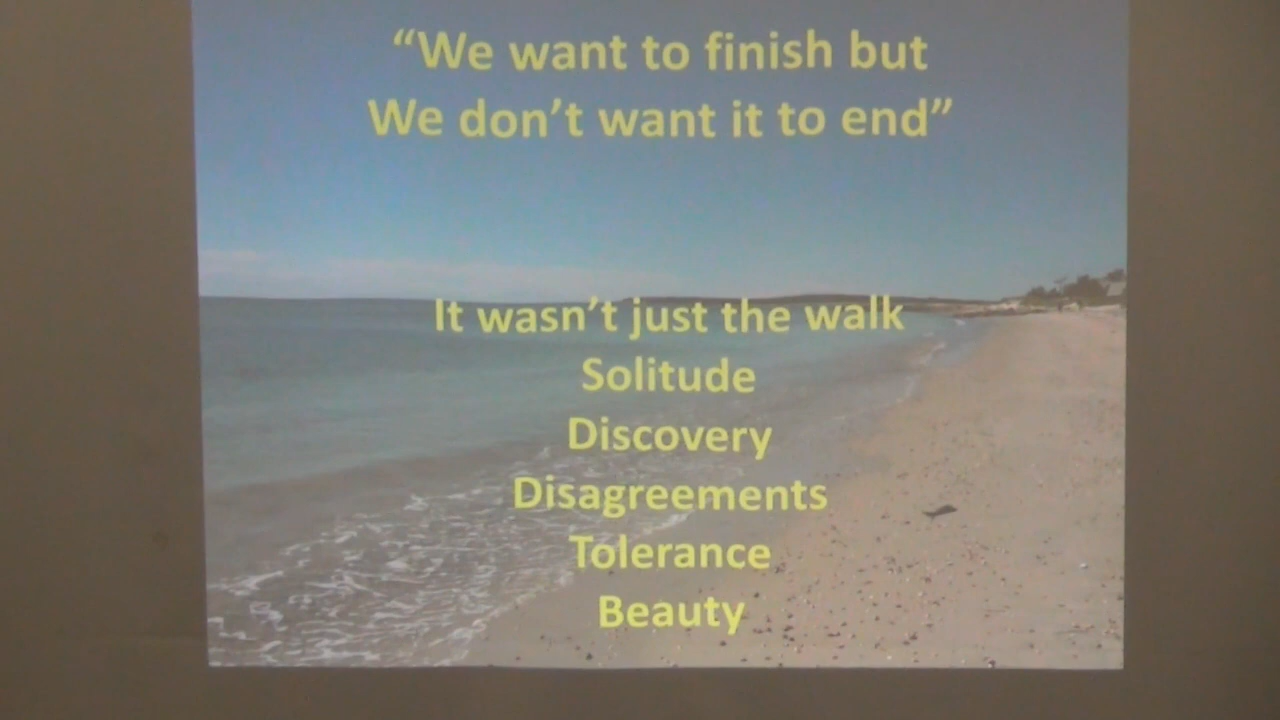 “We want to finish but
We don’t want it to end”
It wasn’t just the walk
Solitude
Discovery
Disagreements
Tolerance
Beauty